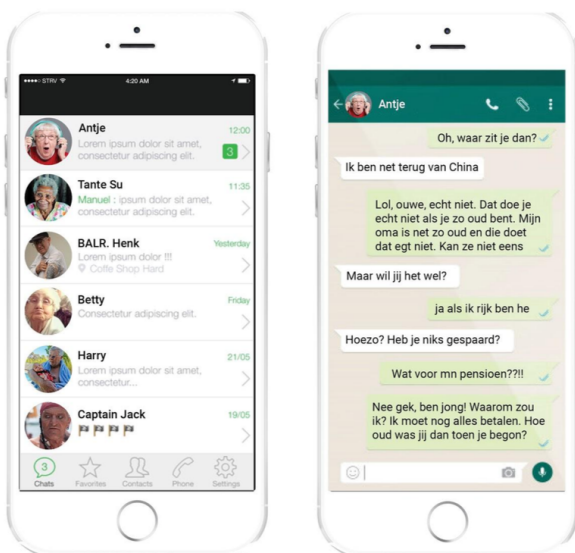 STRV
4:20 AM
Antje
12:00
Lorem ipsum dolor sit amet,
consectetur adipiscing elit.
3
Tante Su
11:35
Manuel : ipsum dolor sit amet,
consectetur adipiscing elit.
BALR. Henk
Yesterday
Lorem ipsum dolor !!!
Coffe Shop Hard
Betty
Friday
Consectetur adipiscing elit.
Harry
21/05
Lorem ipsum dolor sit amet,
consectetur...
Captain Jack
19/05
3
Chats
Favorites
Contacts
Phone
Settings
Antje
Oh, waar zit je dan?
Ik ben net terug van China
Lol, ouwe, echt niet. Dat doe je
echt niet als je zo oud bent. Mijn
oma is net zo oud en die doet
dat egt niet. Kan ze niet eens
Maar wil jij het wel?
ja als ik rijk ben he
Hoezo? Heb je niks gespaard?
Wat voor mn pensioen??!!
Nee gek, ben jong! Waarom zou
ik? Ik moet nog alles betalen. Hoe
oud was jij dan toen je begon?